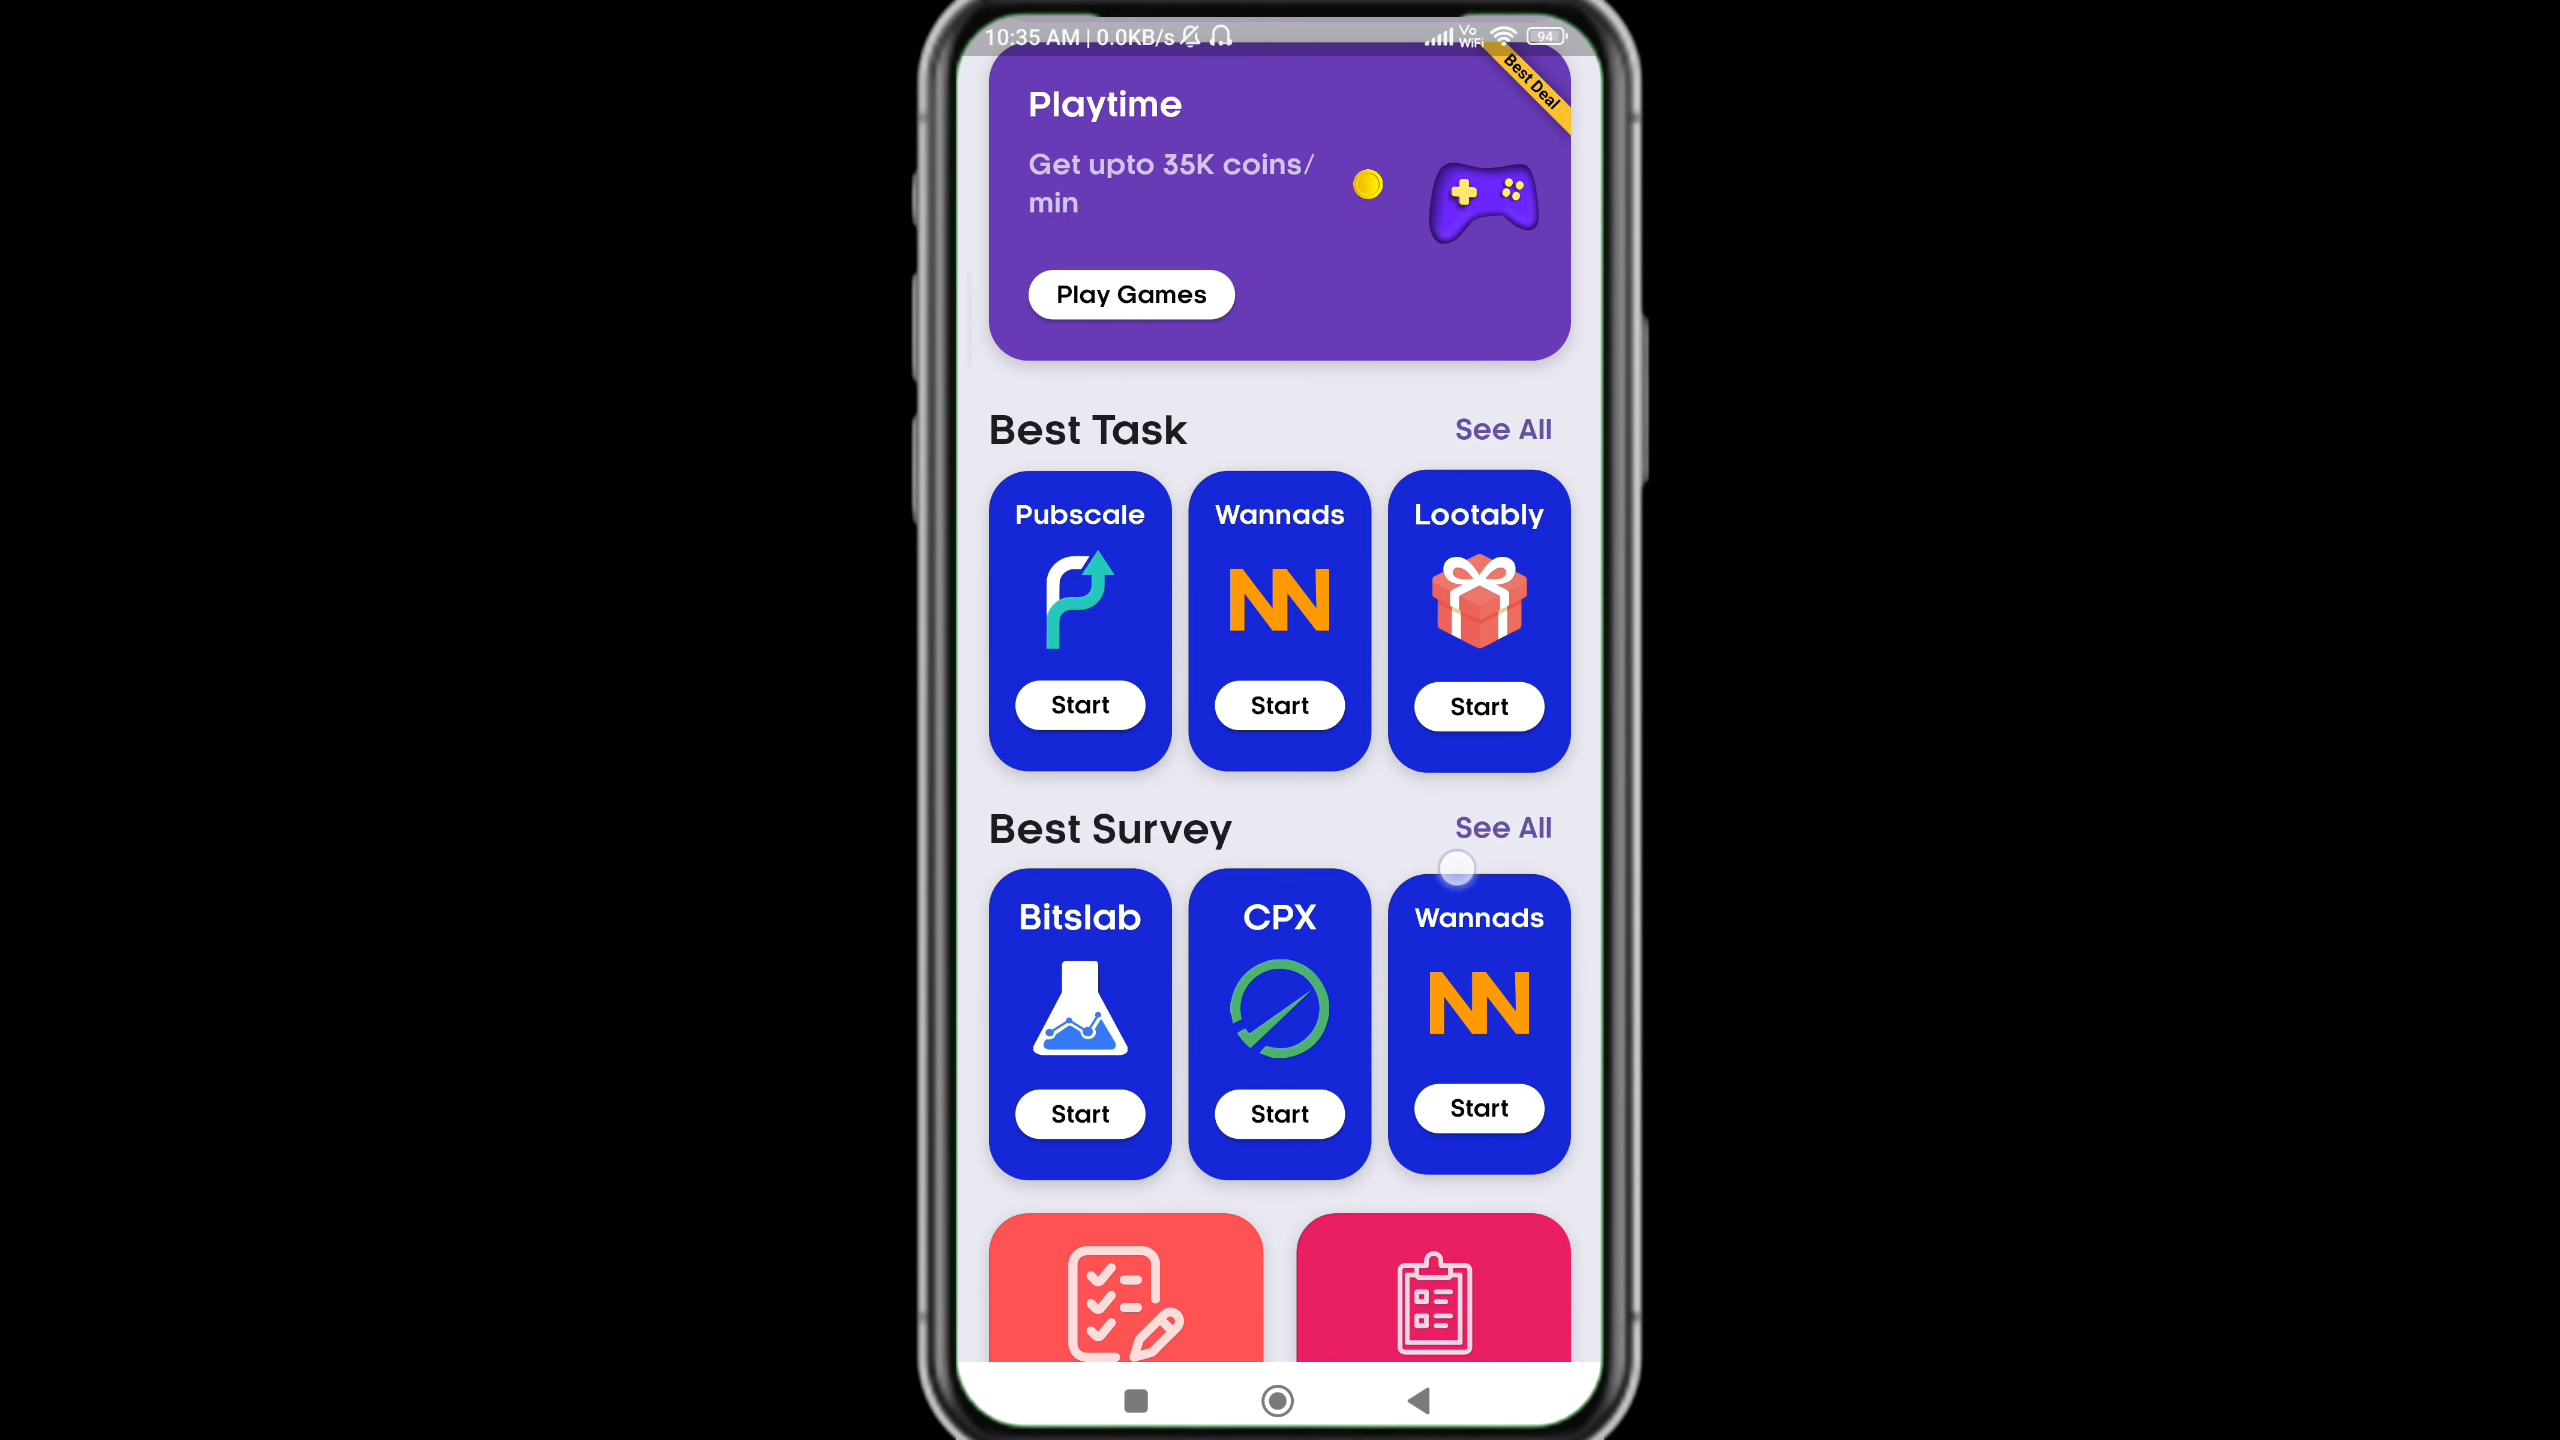 10:35 AM | 0.0KB/s
Vo
WiFi
94
Best Deal
Playtime
Get upto 35K coins/
min
Play Games
Best Task
See All
Pubscale
Wannads
Lootably
Start
Start
Start
Best Survey
See All
Bitslab
CPX
Wannads
Start
Start
Start